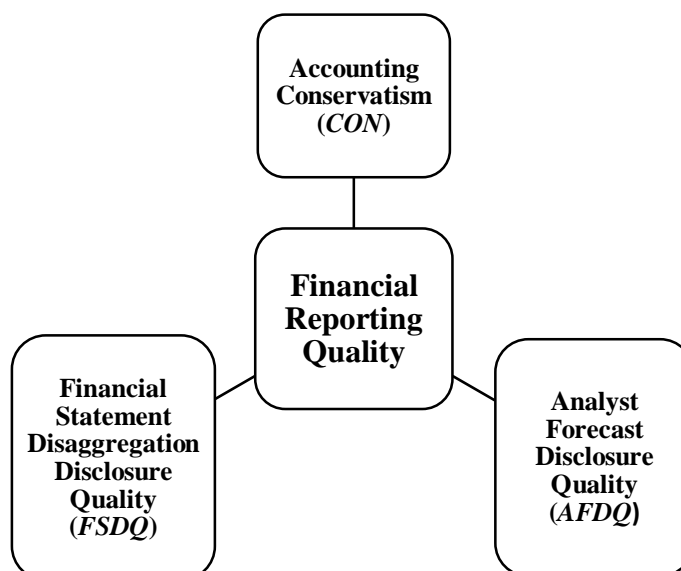 Accounting
Conservatism
(CON)
Financial
Reporting
Quality
Financial
Statement
Disaggregation
Disclosure
Quality
(FSDQ)
Analyst
Forecast
Disclosure
Quality
(AFDQ)